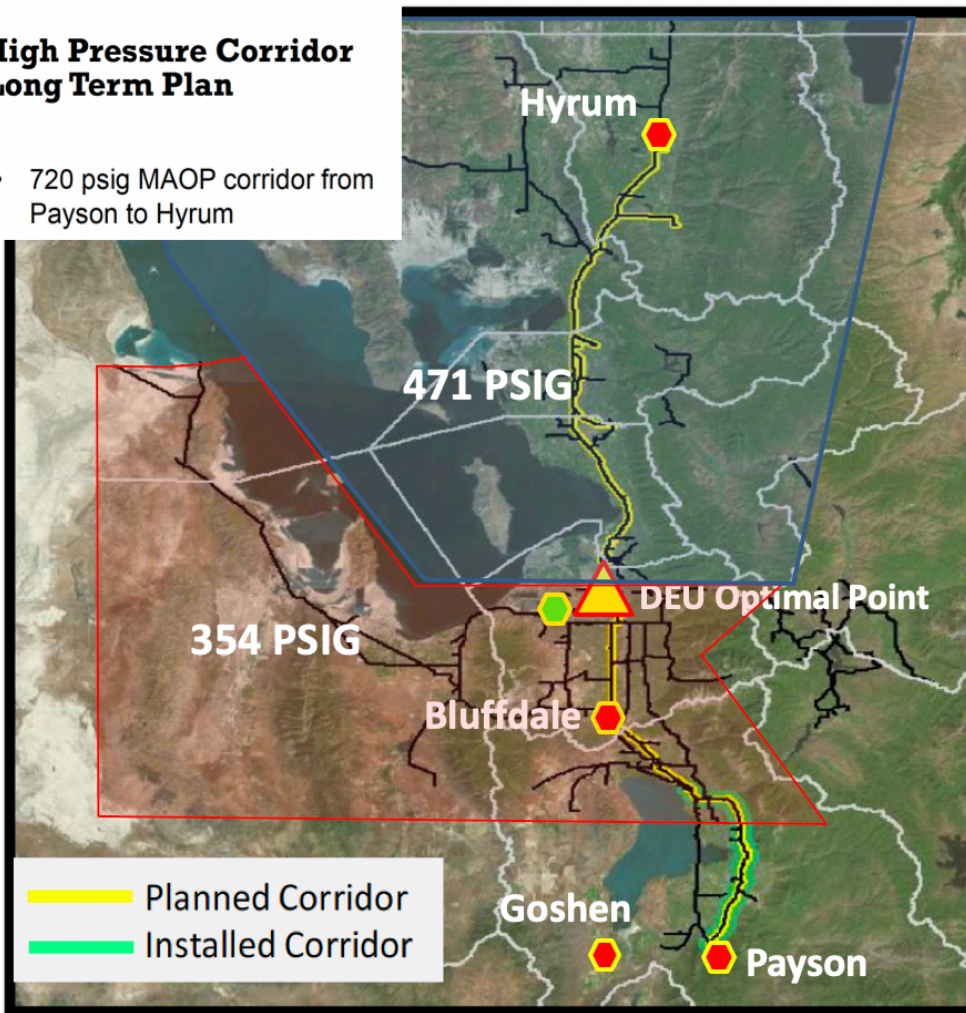 High Pressure Corridor
Long Term Plan
• 720 psig MAOP corridor from
Payson to Hyrum
Hyrum
471 PSIG
DEU Optimal Point
354 PSIG
Bluffdale
Planned Corridor
Installed Corridor
Goshen
Payson